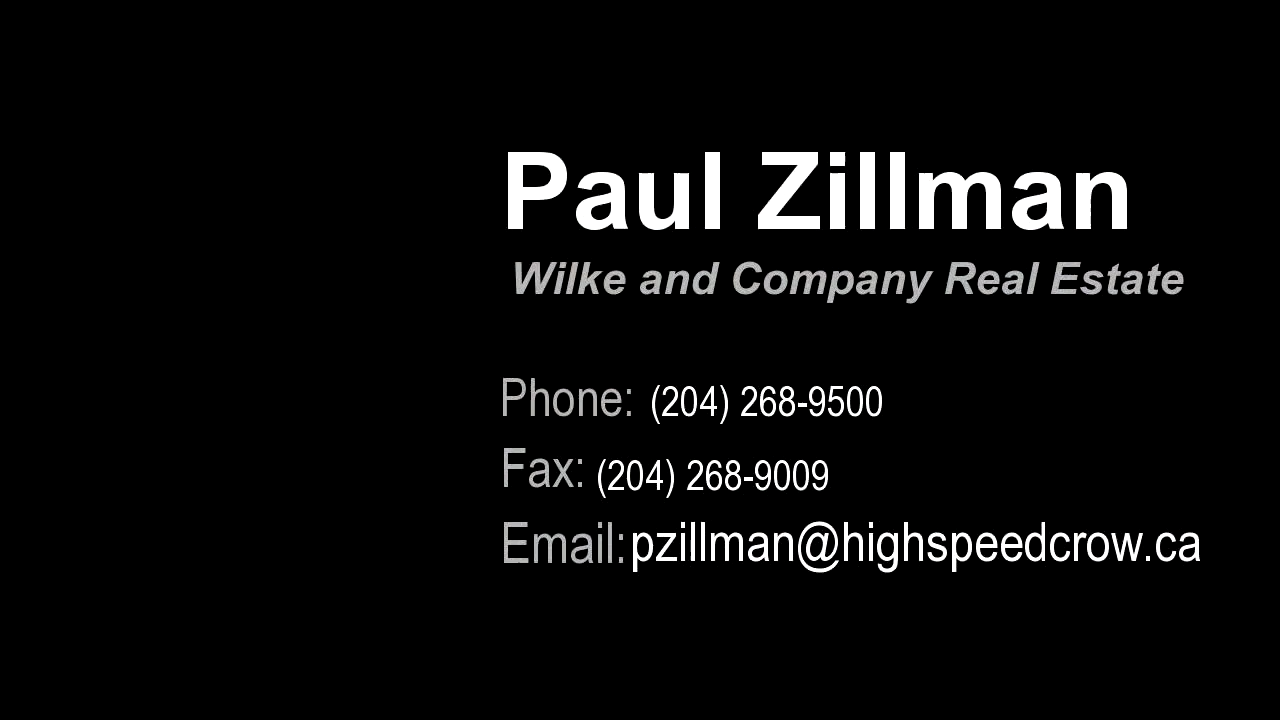 Paul Zillman
Wilke and Company Real Estate
Phone: (204) 268-9500
Fax: (204) 268-9009
Email: pzillman@highspeedcrow.ca